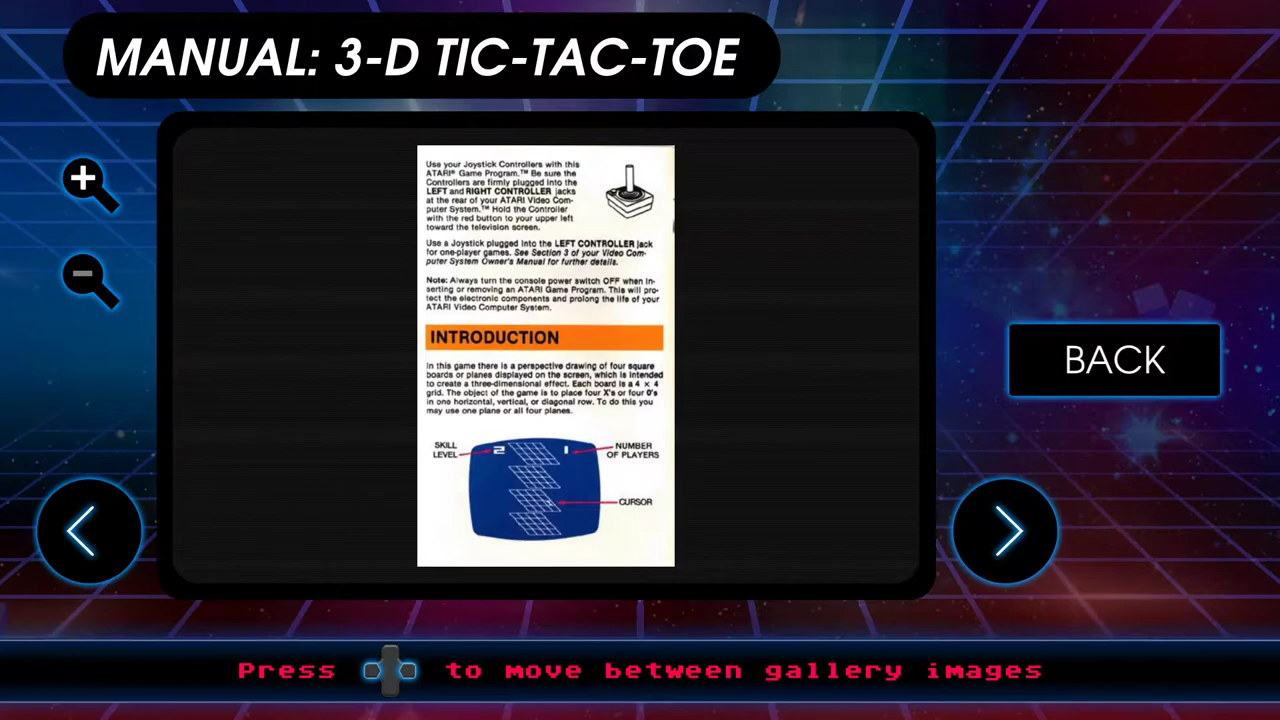 MANUAL: 3-D TIC-TAC-TOE
Use your Joystick Controllers with this
ATARI® Game Program.™ Be sure the
Controllers are firmly plugged into the
LEFT and RIGHT CONTROLLER jacks
at the rear of your ATARI Video Com-
puter System.™ Hold the Controller
with the red button to your upper left
toward the television screen.
Use a Joystick plugged into the LEFT CONTROLLER jack
for one-player games. See Section 3 of your Video Com-
puter System Owner's Manual for further details.
Note: Always turn the console power switch OFF when in-
serting or removing an ATARI Game Program. This will pro-
tect the electronic components and prolong the life of your
ATARI Video Computer System.
INTRODUCTION
In this game there is a perspective drawing of four square
boards or planes displayed on the screen, which is intended
to create a three-dimensional effect. Each board is a 4 × 4
grid. The object of the game is to place four X's or four 0's
in one horizontal, vertical, or diagonal row. To do this you
may use one plane or all four planes.
SKILL
LEVEL
2
1
NUMBER
OF PLAYERS
CURSOR
BACK
Press to move between gallery images